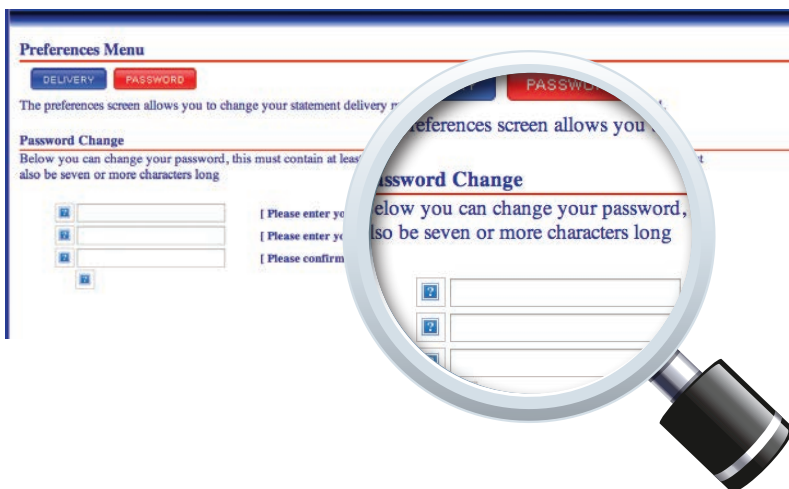 Preferences Menu
DELIVERY PASSWORD
The preferences screen allows you to change your statement delivery
Password Change
Below you can change your password, this must contain at least
also be seven or more characters long
[ Please enter
[ Please enter
[ Please confirm
PASSWO
eferences screen allows you
ssword Change
elow you can change your password,
lso be seven or more characters long